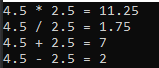 4.5 * 2.5 = 11.25
4.5 / 2.5 = 1.75
4.5 + 2.5 = 7
4.5 - 2.5 = 2